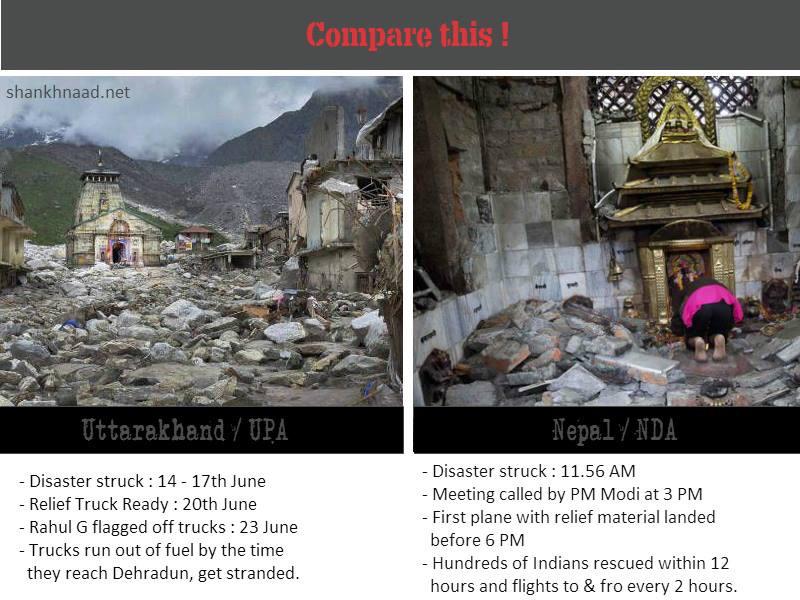 Compare this !
shankhnaad.net
Uttarakhand / UPA
- Disaster struck : 14 - 17th June
- Relief Truck Ready : 20th June
- Rahul G flagged off trucks : 23 June
- Trucks run out of fuel by the time
they reach Dehradun, get stranded.
Nepal / NDA
- Disaster struck : 11.56 AM
- Meeting called by PM Modi at 3 PM
- First plane with relief material landed
before 6 PM
- Hundreds of Indians rescued within 12
hours and flights to & fro every 2 hours.